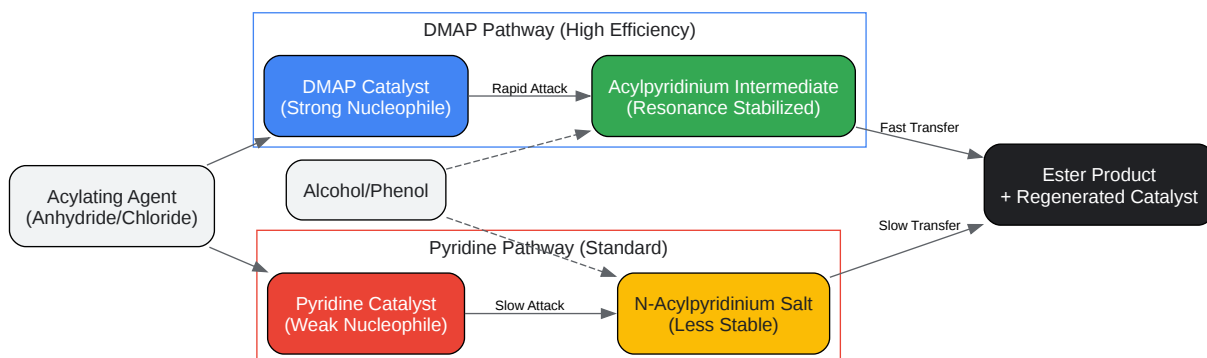 DMAP Pathway (High Efficiency)
DMAP Catalyst
(Strong Nucleophile)
Rapid Attack
Acylpyridinium Intermediate
(Resonance Stabilized)
Fast Transfer
Acylating Agent
(Anhydride/Chloride)
Alcohol/Phenol
Ester Product
+ Regenerated Catalyst
Slow Transfer
Pyridine Pathway (Standard)
Pyridine Catalyst
(Weak Nucleophile)
Slow Attack
N-Acylpyridinium Salt
(Less Stable)